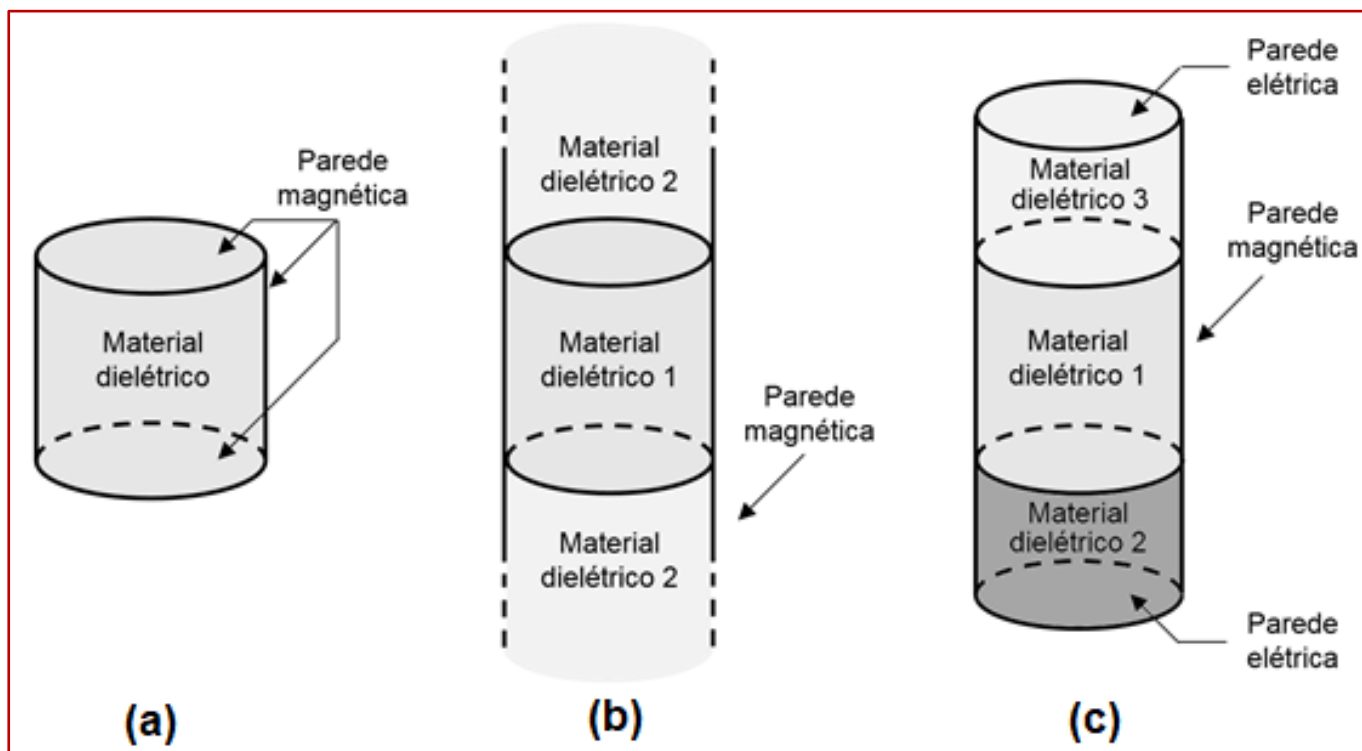 Parede
magnética
Material
dielétrico
(a)
Material
dielétrico 2
Material
dielétrico 1
Material
dielétrico 2
Parede
magnética
(b)
Parede
elétrica
Material
dielétrico 3
Parede
magnética
Material
dielétrico 1
Material
dielétrico 2
Parede
elétrica
(c)